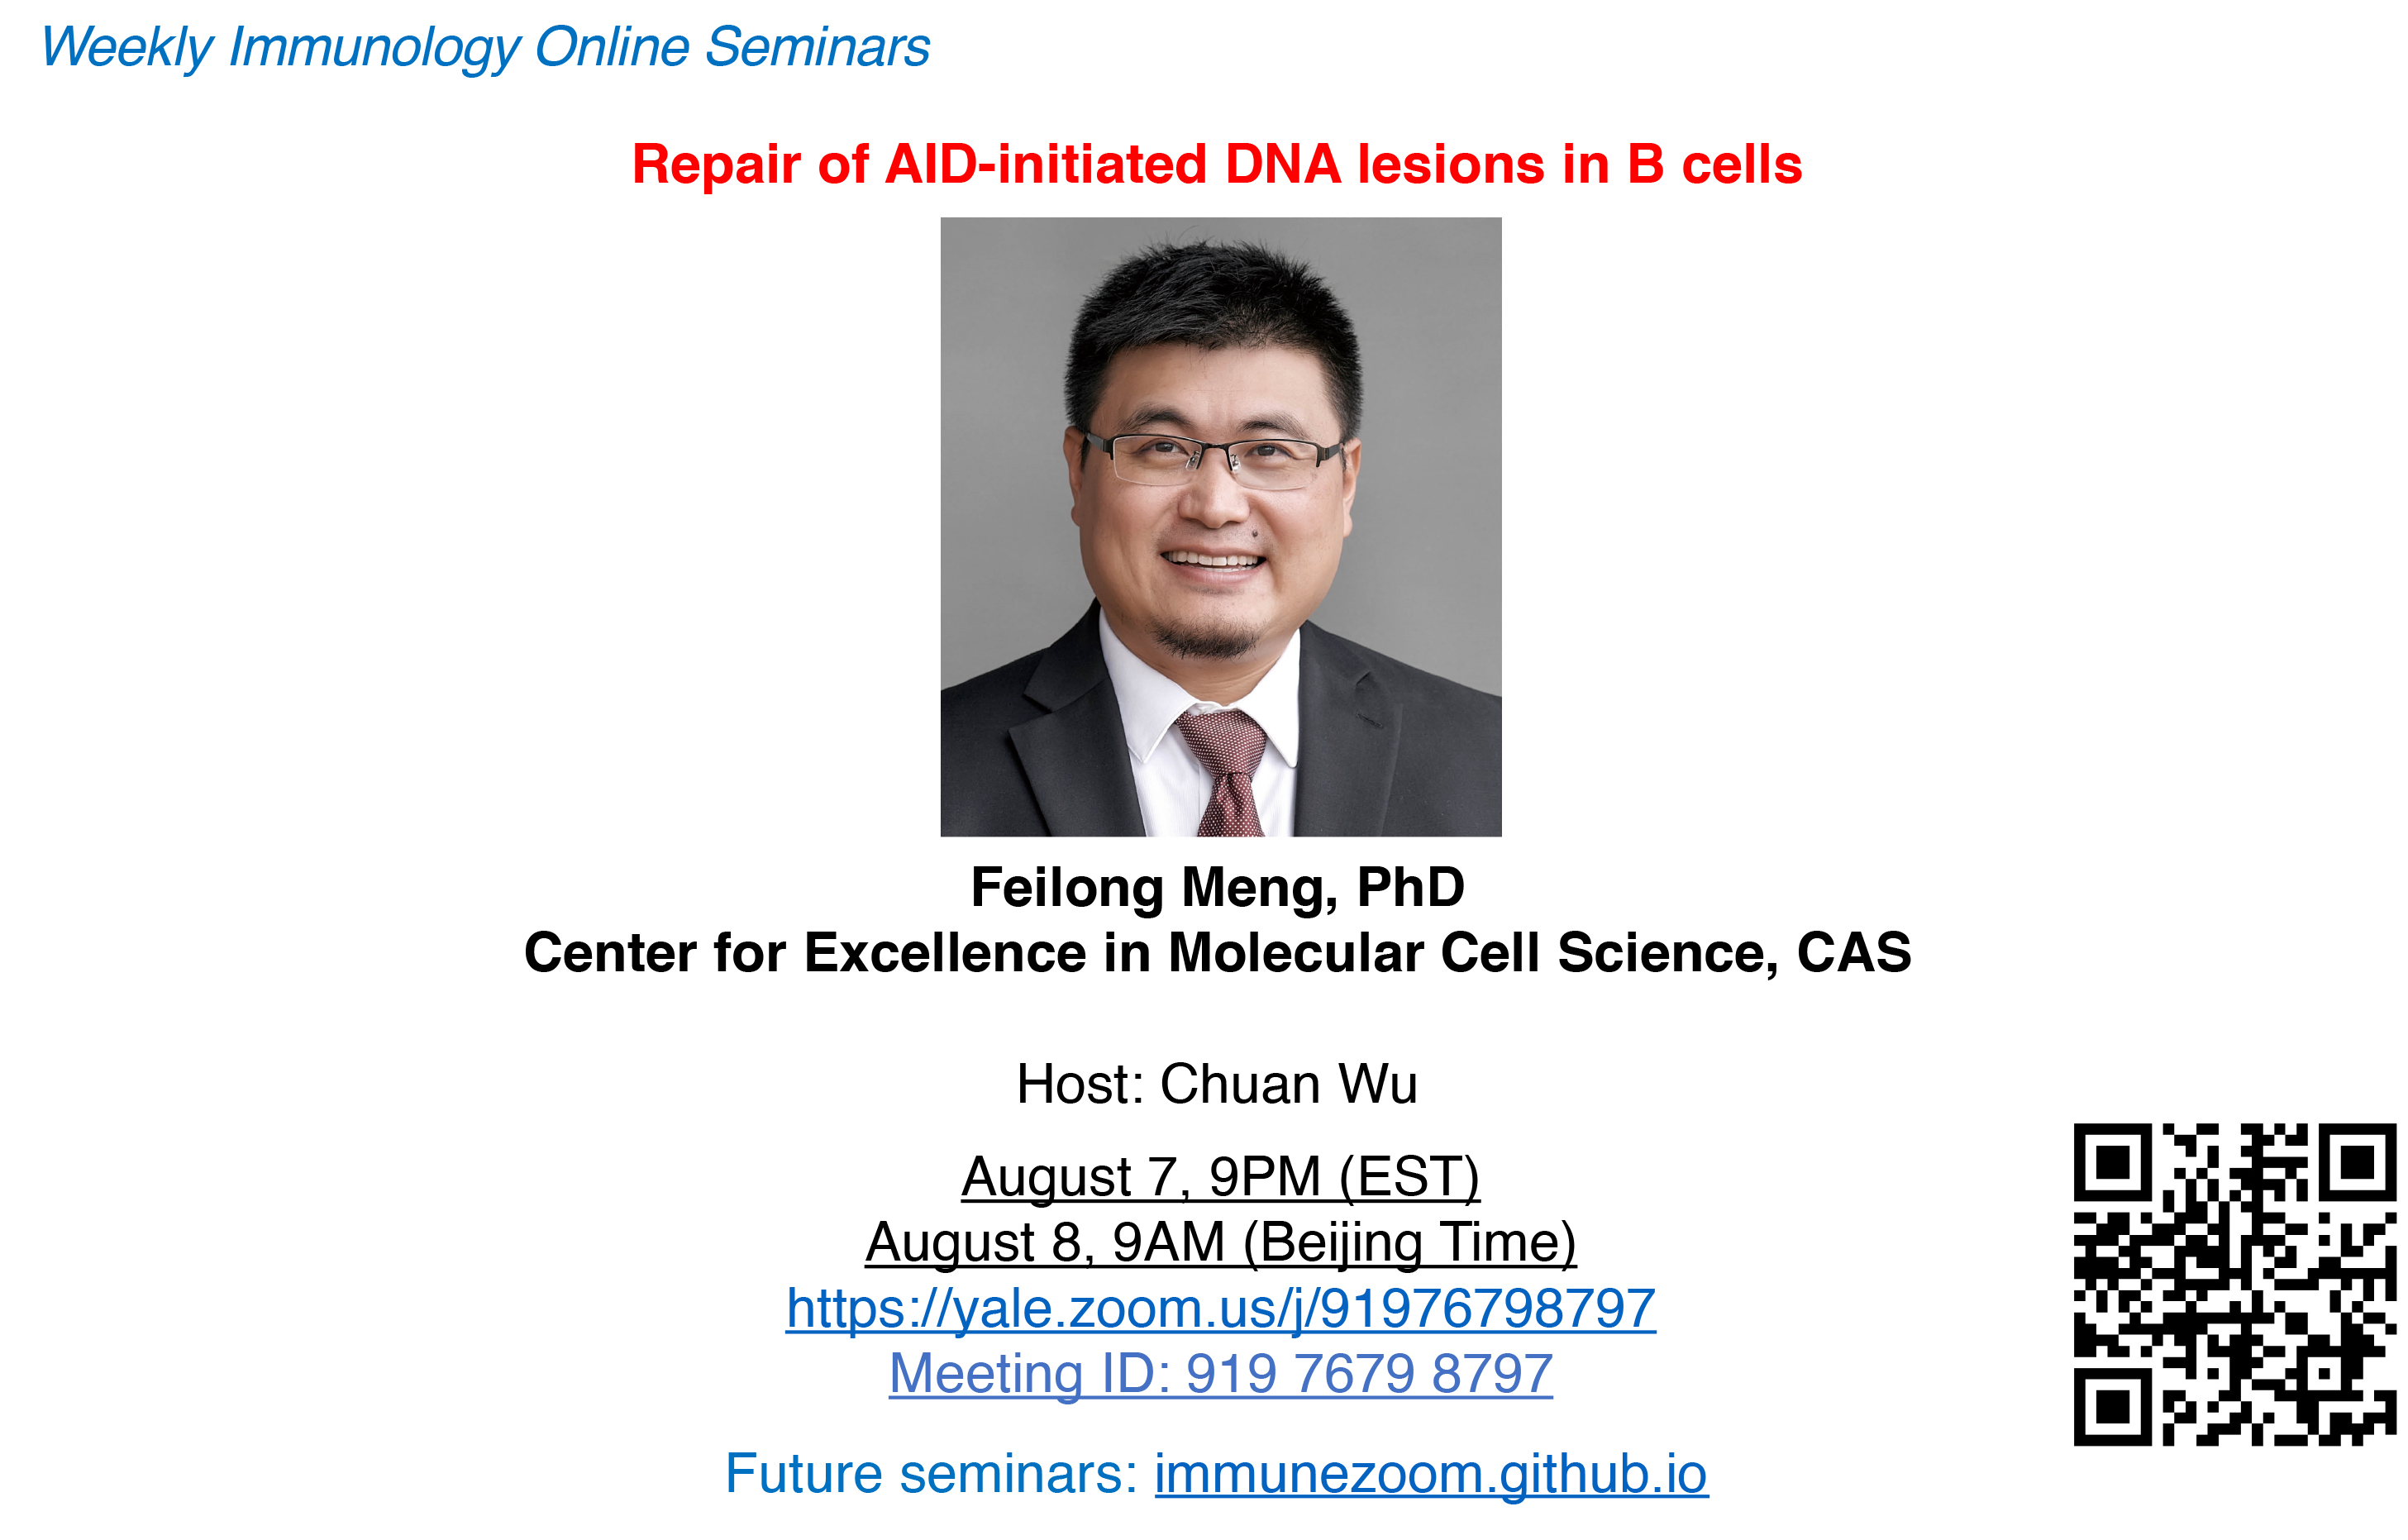 Weekly Immunology Online Seminars
Repair of AID-initiated DNA lesions in B cells
Feilong Meng, PhD
Center for Excellence in Molecular Cell Science, CAS
Host: Chuan Wu
August 7, 9PM (EST)
August 8, 9AM (Beijing Time)
https://yale.zoom.us/j/91976798797
Meeting ID: 919 7679 8797
Future seminars: immunezoom.github.io